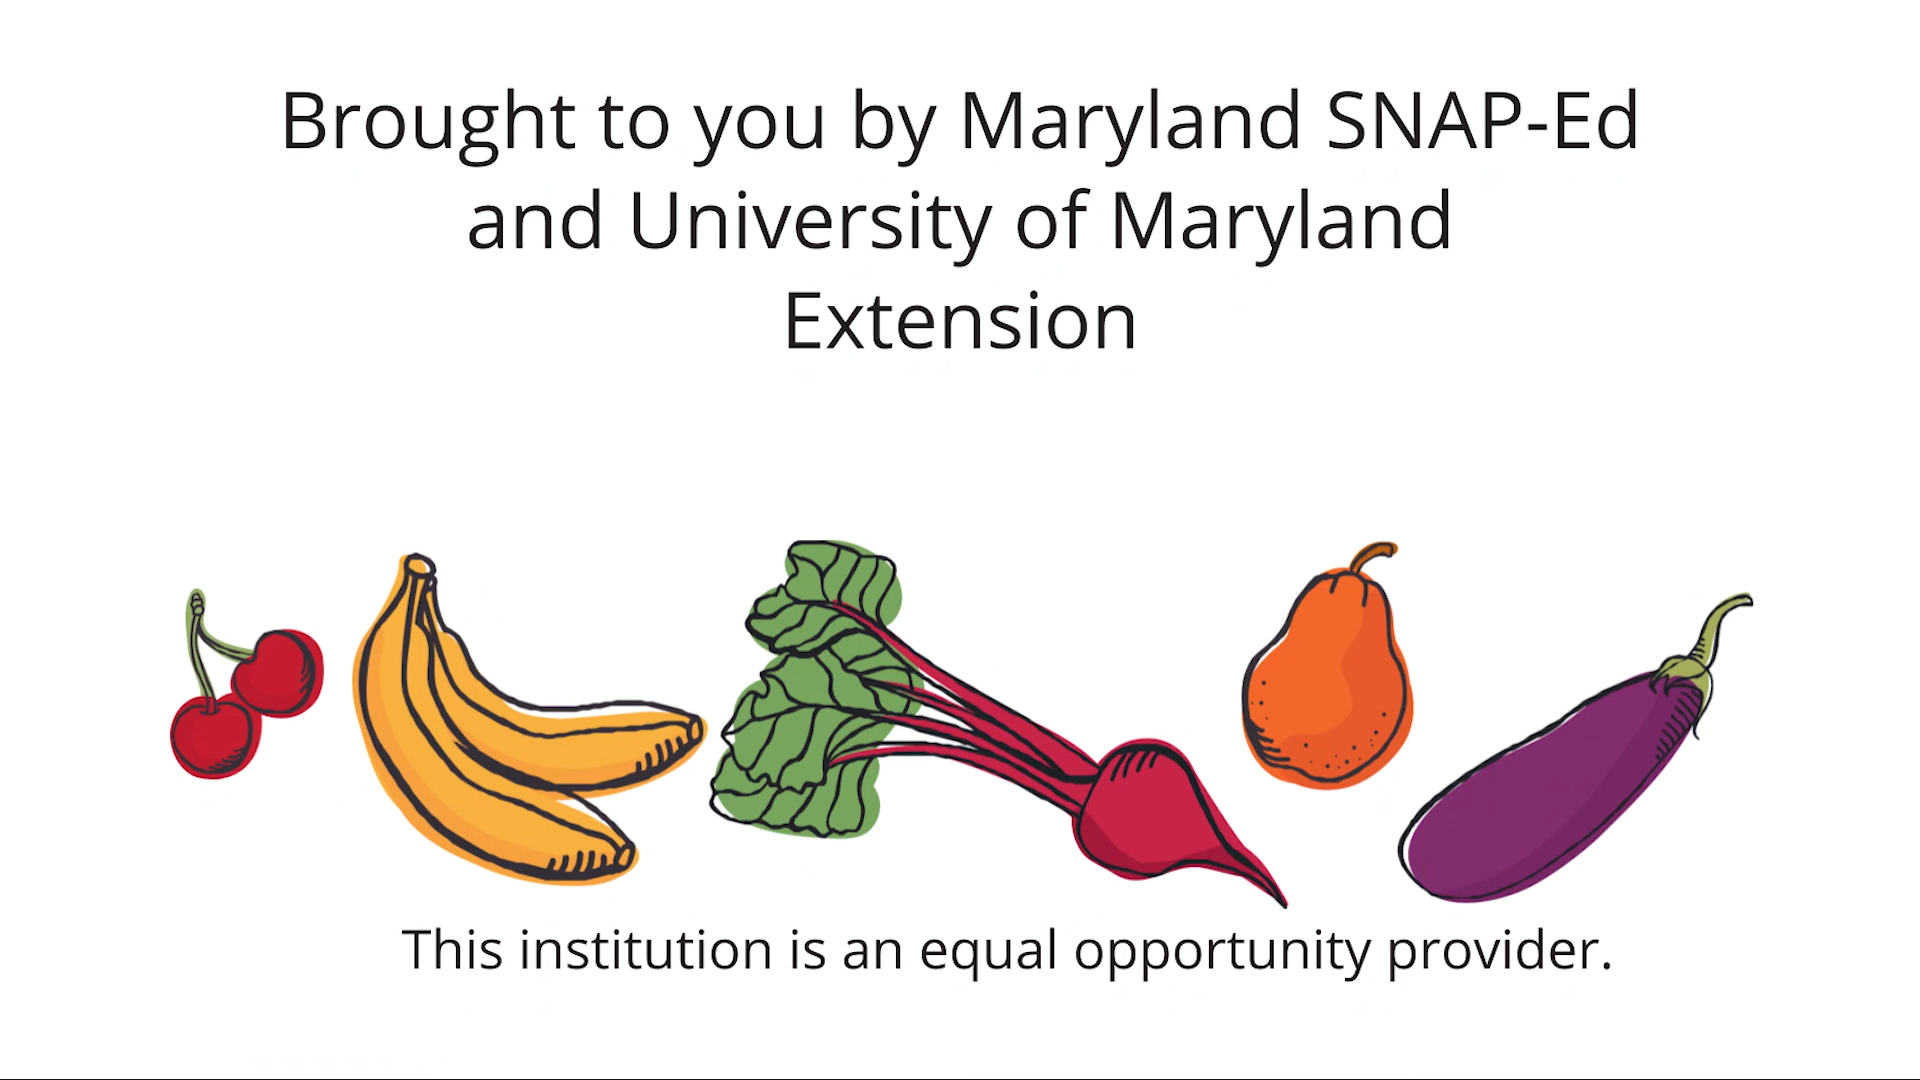 Brought to you by Maryland SNAP-Ed
and University of Maryland
Extension
This institution is an equal opportunity provider.